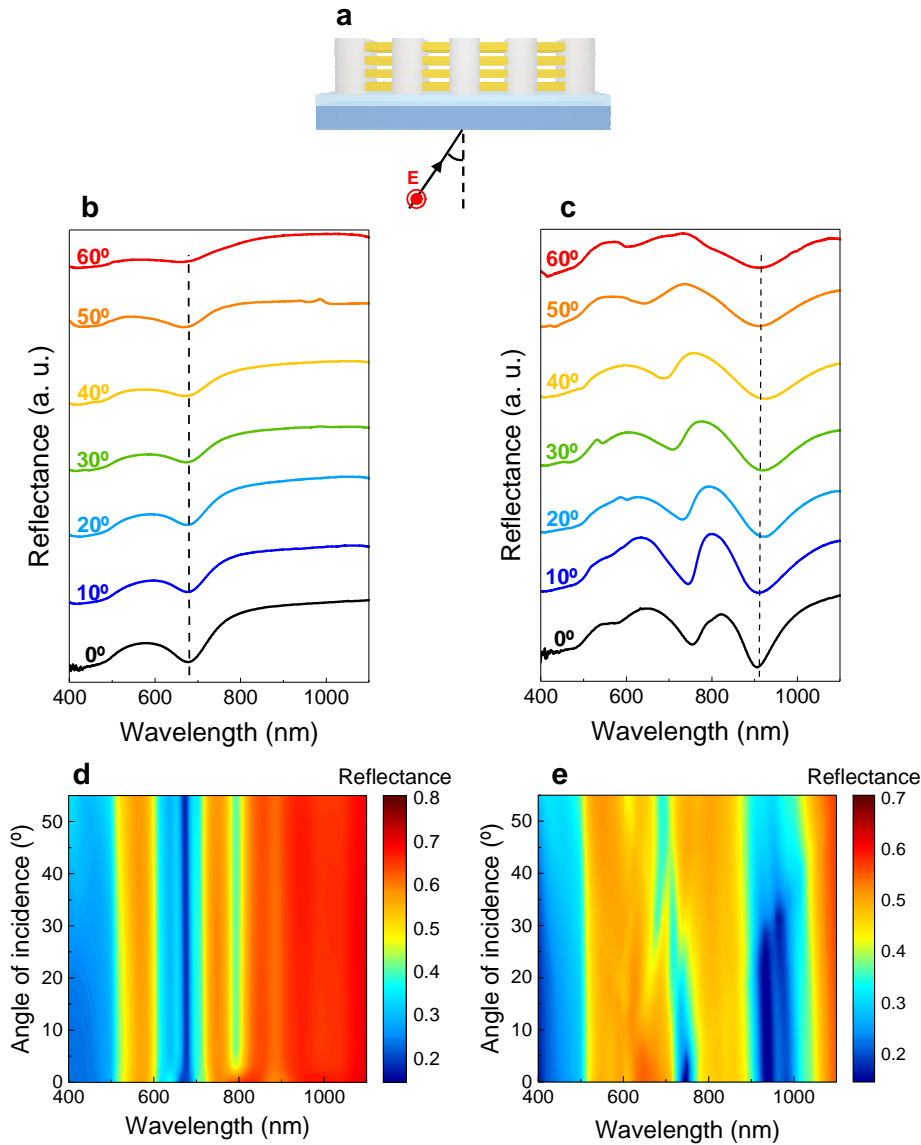 a
E
b
60º
50º
40º
30º
20º
10º
0º
Reflectance (a. u.)
400 600 800 1000
Wavelength (nm)
c
60º
50º
40º
30º
20º
10º
0º
Reflectance (a. u.)
400 600 800 1000
Wavelength (nm)
d
Reflectance
50
40
30
20
10
0
Angle of incidence (º)
400 600 800 1000
Wavelength (nm)
0.8
0.7
0.6
0.5
0.4
0.3
0.2
e
Reflectance
50
40
30
20
10
0
Angle of incidence (º)
400 600 800 1000
Wavelength (nm)
0.7
0.6
0.5
0.4
0.3
0.2